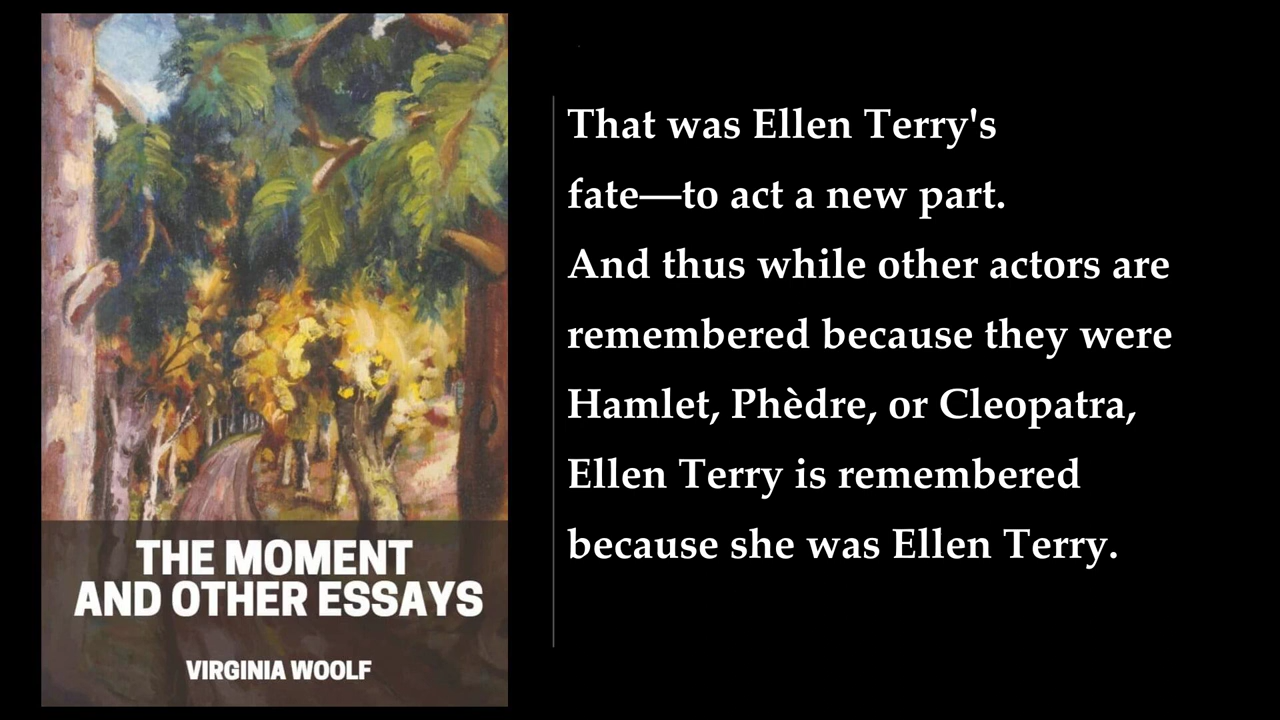 THE MOMENT
AND OTHER ESSAYS
VIRGINIA WOOLF
That was Ellen Terry's
fate—to act a new part.
And thus while other actors are
remembered because they were
Hamlet, Phèdre, or Cleopatra,
Ellen Terry is remembered
because she was Ellen Terry.